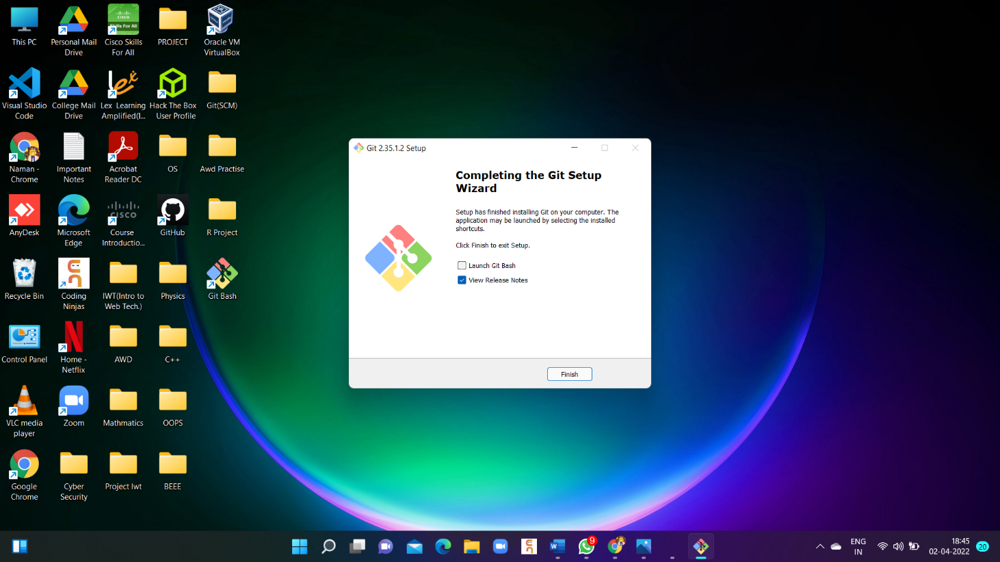 This PC
Personal Mail
Drive
Cisco Skills
For All
PROJECT
Oracle VM
VirtualBox
cisco
Skills For All
Visual Studio
Code
College Mail
Drive
Lex Learning
Amplified(I...
Hack The Box
User Profile
Git(SCM)
Lex
Naman -
Chrome
Important
Notes
Acrobat
Reader DC
OS
Awd Practise
AnyDesk
Microsoft
Edge
cisco
Course
Introductio...
GitHub
R Project
Recycle Bin
Coding
Ninjas
IWT(Intro to
Web Tech.)
Physics
Git Bash
Control Panel
Home -
Netflix
AWD
C++
VLC media
player
Zoom
Mathmatics
OOPS
Google
Chrome
Cyber
Security
Project Iwt
BEEE
Git 2.35.1.2 Setup
Completing the Git Setup
Wizard
Setup has finished installing Git on your computer. The
application may be launched by selecting the installed
shortcuts.
Click Finish to exit Setup.
Launch Git Bash
View Release Notes
Finish
W
9
ENG
IN
18:45
02-04-2022
20